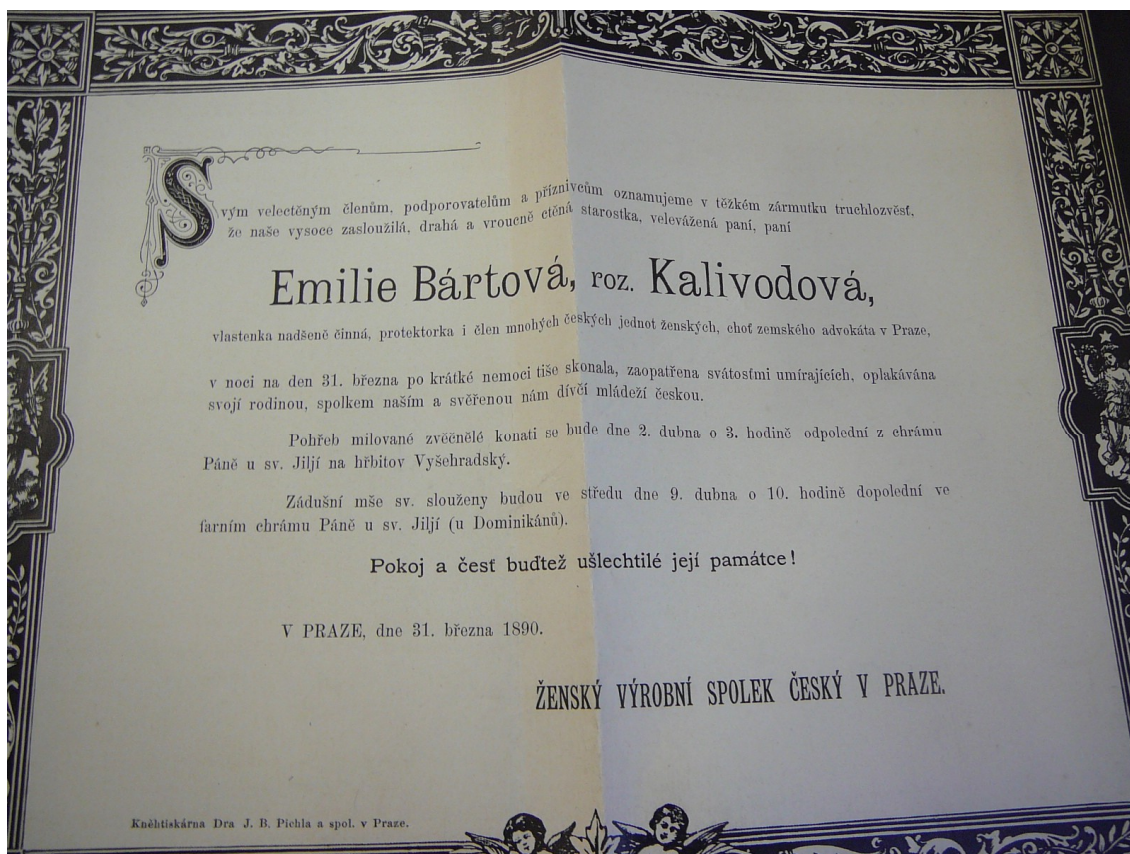 Svým velectěným členům, podporovatelům a příznivcům oznamujeme v těžkém zármutku truchlozvěsť,
že naše vysoce zasloužilá, drahá a vroucně ctěná starostka, velevážená paní, paní
Emilie Bártová, roz. Kalivodová,
vlastenka nadšeně činná, protektorka i člen mnohých českých jednot ženských, choť zemského advokáta v Praze,
v noci na den 31. března po krátké nemoci tiše skonala, zaopatřena svátosťmi umírajících, oplakávána
svojí rodinou, spolkem naším a svěřenou nám dívčí mládeží českou.
Pohřeb milované zvěčnělé konati se bude dne 2. dubna o 3. hodině odpolední z chrámu
Páně u sv. Jiljí na hřbitov Vyšehradský.
Zádušní mše sv. slouženy budou ve středu dne 9. dubna o 10. hodině dopolední ve
farním chrámu Páně u sv. Jiljí (u Dominikánů).
Pokoj a česť buďtež ušlechtilé její památce!
V PRAZE, dne 31. března 1890.
ŽENSKÝ VÝROBNÍ SPOLEK ČESKÝ V PRAZE.
Kněhtiskárna Dra J. B. Pichla a spol. v Praze.